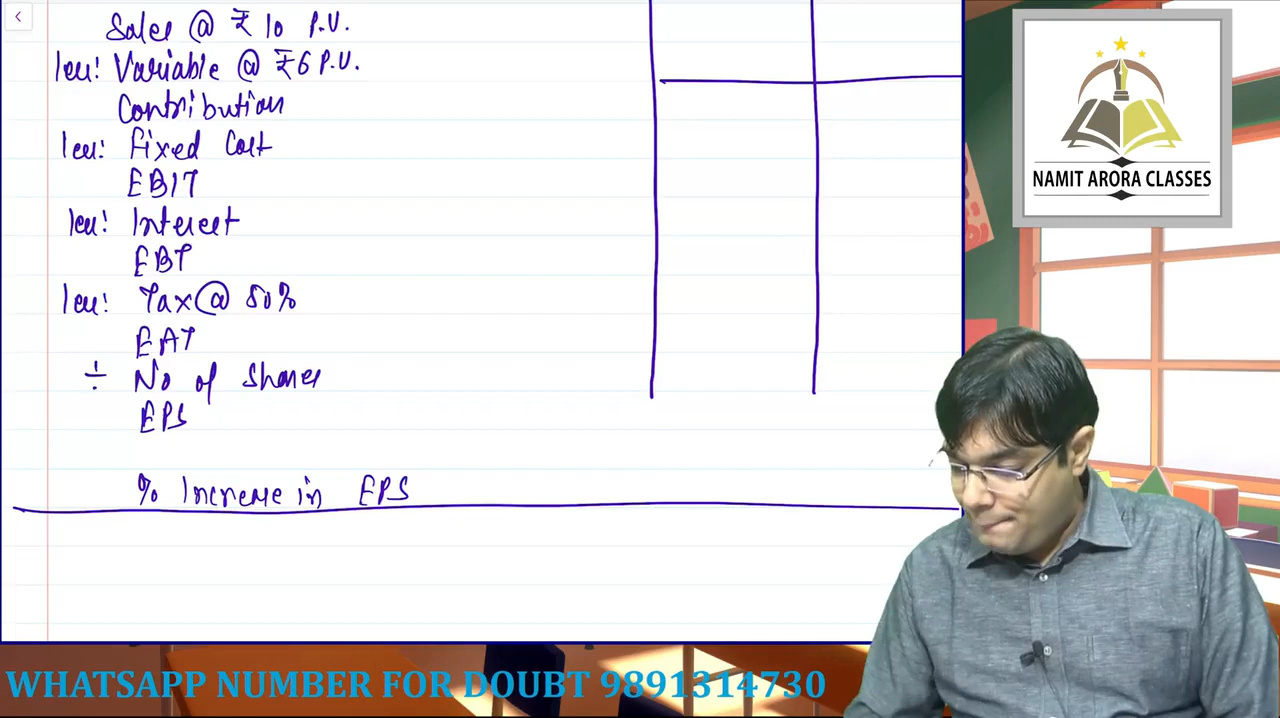 Sales @ ₹ 10 P.U.
less: Variable @ ₹6 P.U.
Contribution
less: Fixed Cost
EBIT
less: Interest
EBT
less: Tax @ 50%
EAT
÷ No of Shares
EPS
% Increase in EPS
NAMIT ARORA CLASSES
WHATSAPP NUMBER FOR DOUBT 9891314730